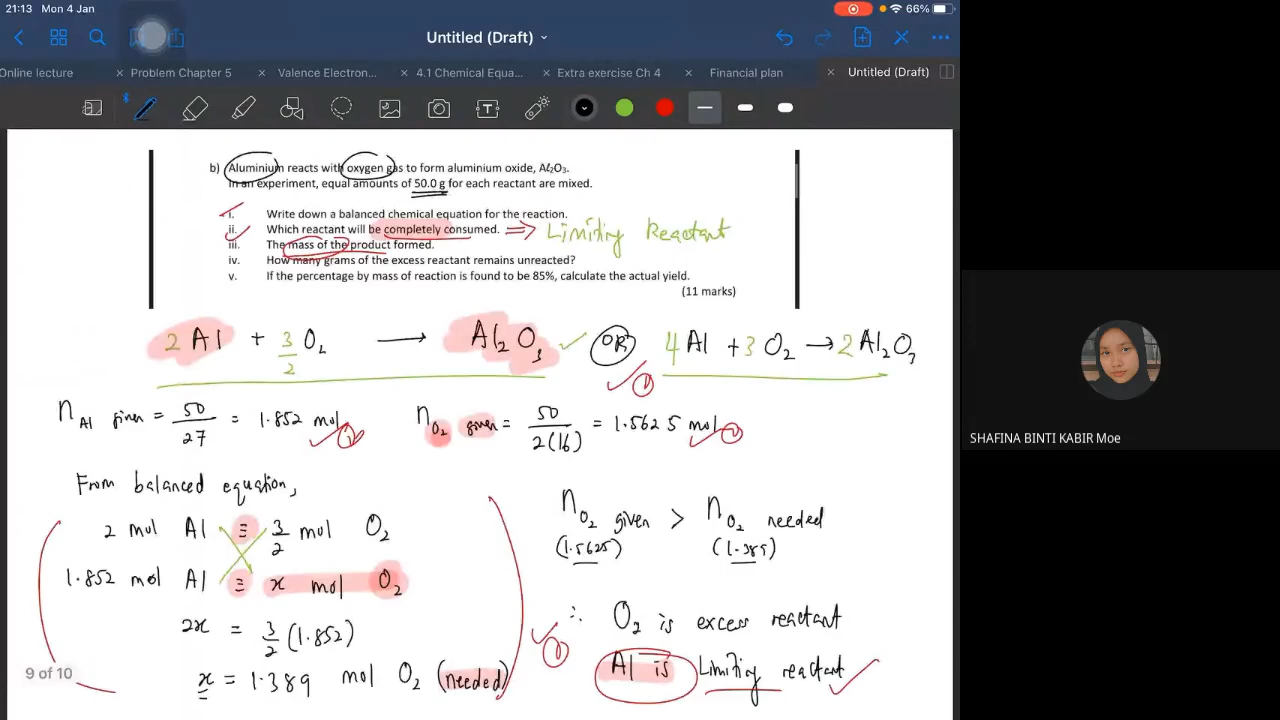 21:13 Mon 4 Jan
66%
Untitled (Draft)
Online lecture
Problem Chapter 5
Valence Electron...
4.1 Chemical Equa...
Extra exercise Ch 4
Financial plan
Untitled (Draft)
b) Aluminium reacts with oxygen gas to form aluminium oxide, Aℓ₂O₃.
In an experiment, equal amounts of 50.0 g for each reactant are mixed.
i. Write down a balanced chemical equation for the reaction.
ii. Which reactant will be completely consumed. ⇒ Limiting Reactant
iii. The mass of the product formed.
iv. How many grams of the excess reactant remains unreacted?
v. If the percentage by mass of reaction is found to be 85%, calculate the actual yield.
(11 marks)
2 Al + 3/2 O₂ → Al₂O₃ ✓ OR 4Al + 3O₂ → 2Al₂O₃
✓ ①
n Al given = 50/27 = 1.852 mol ✓ ① n O₂ given = 50/2(16) = 1.5625 mol ✓ ①
From balanced equation,
2 mol Al ≡ 3/2 mol O₂
1.852 mol Al ≡ x mol O₂
2x = 3/2 (1.852)
x = 1.389 mol O₂ (needed)
n O₂ given > n O₂ needed
(1.5625) (1.389)
∴ O₂ is excess reactant
✓ ① Al is Limiting reactant ✓
9 of 10
SHAFINA BINTI KABIR Moe